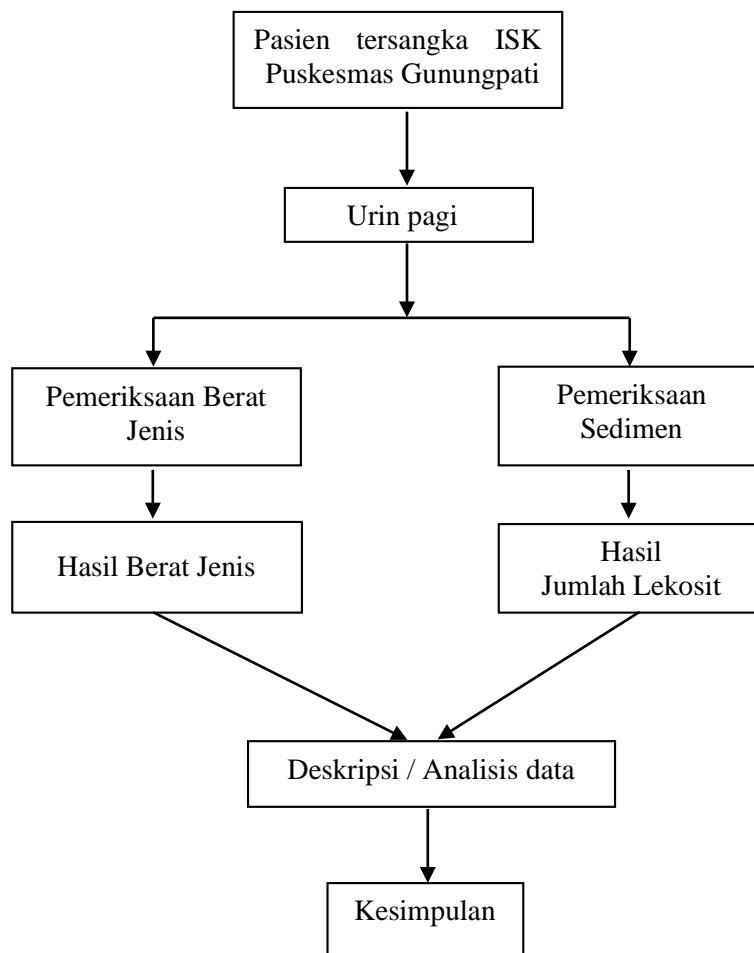 Pasien tersangka ISK
Puskesmas Gunungpati
Urin pagi
Pemeriksaan Berat
Jenis
Pemeriksaan
Sedimen
Hasil Berat Jenis
Hasil
Jumlah Lekosit
Deskripsi / Analisis data
Kesimpulan